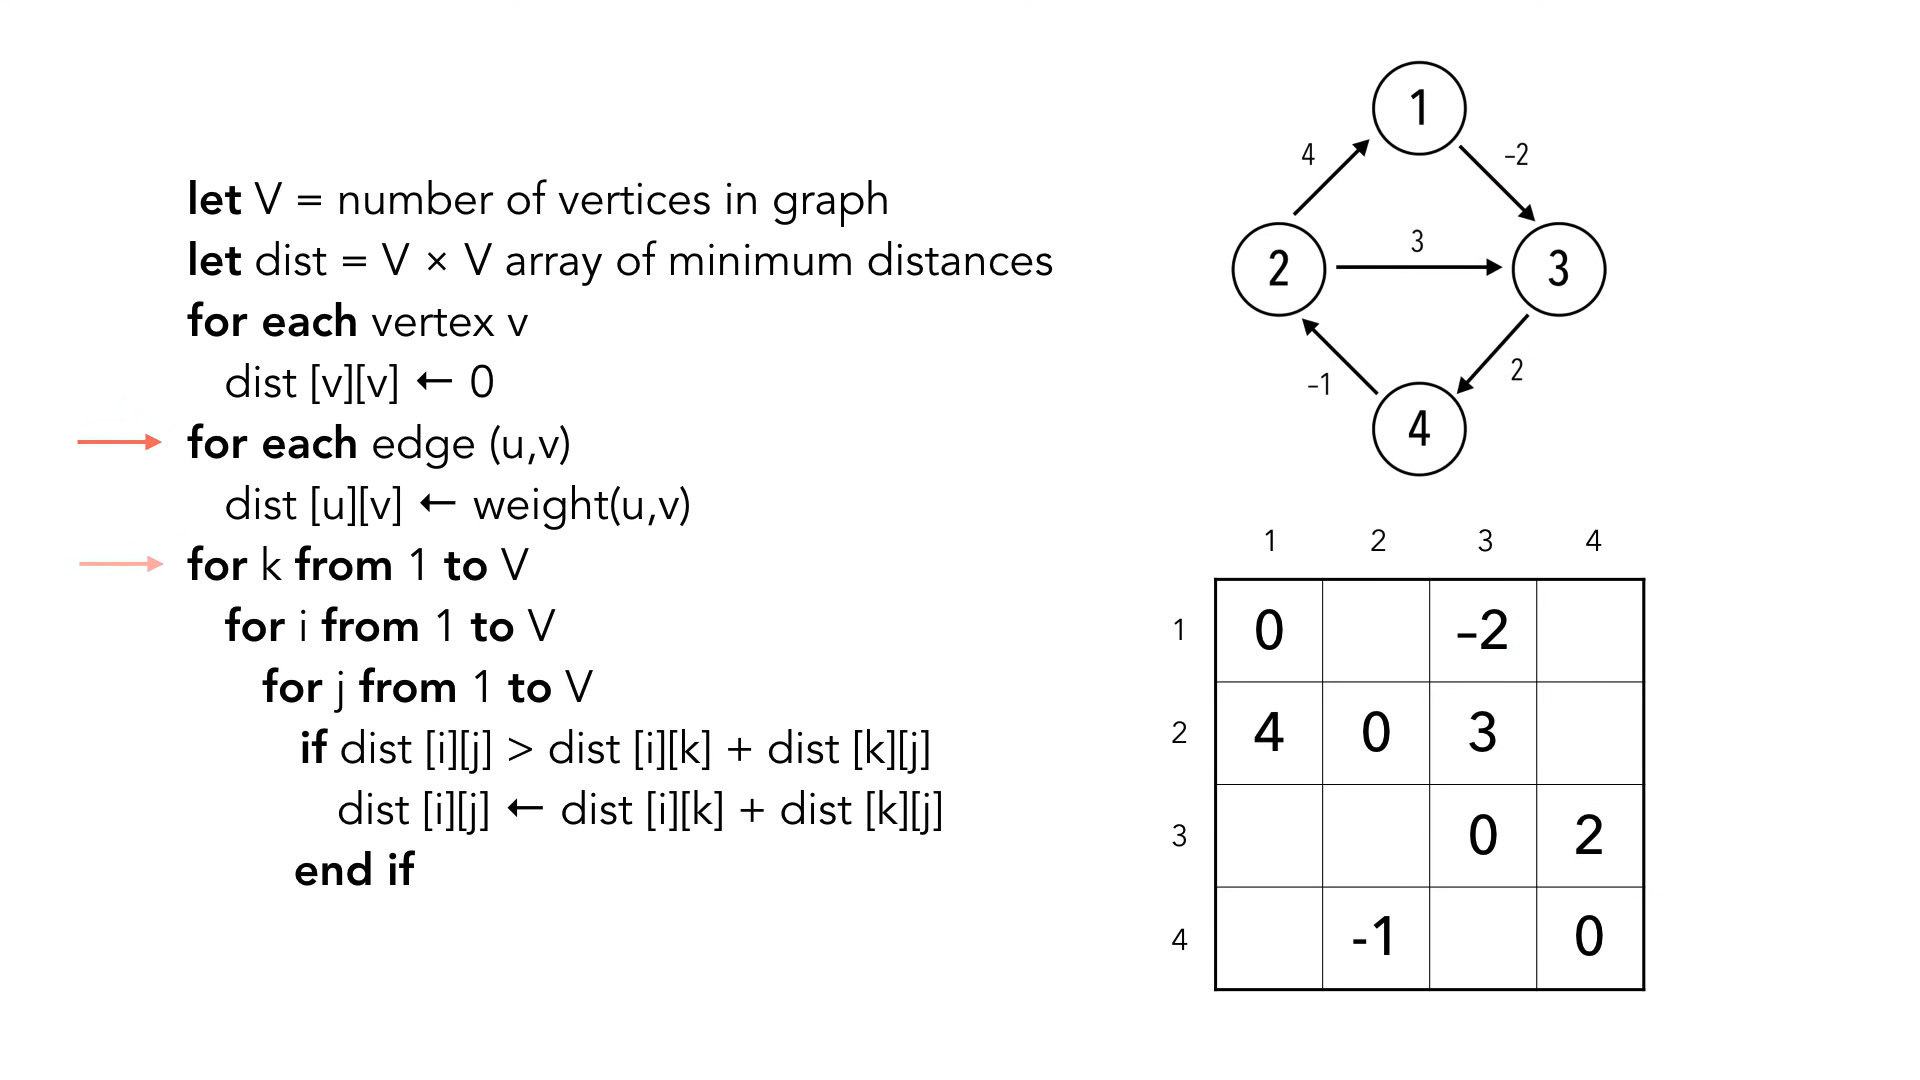 let V = number of vertices in graph
let dist = V × V array of minimum distances
for each vertex v
dist [v][v] ← 0
for each edge (u,v)
dist [u][v] ← weight(u,v)
for k from 1 to V
for i from 1 to V
for j from 1 to V
if dist [i][j] > dist [i][k] + dist [k][j]
dist [i][j] ← dist [i][k] + dist [k][j]
end if
1
4 –2
3
2 3
–1 2
4
1 2 3 4
1 0 –2
2 4 0 3
3 0 2
4 -1 0